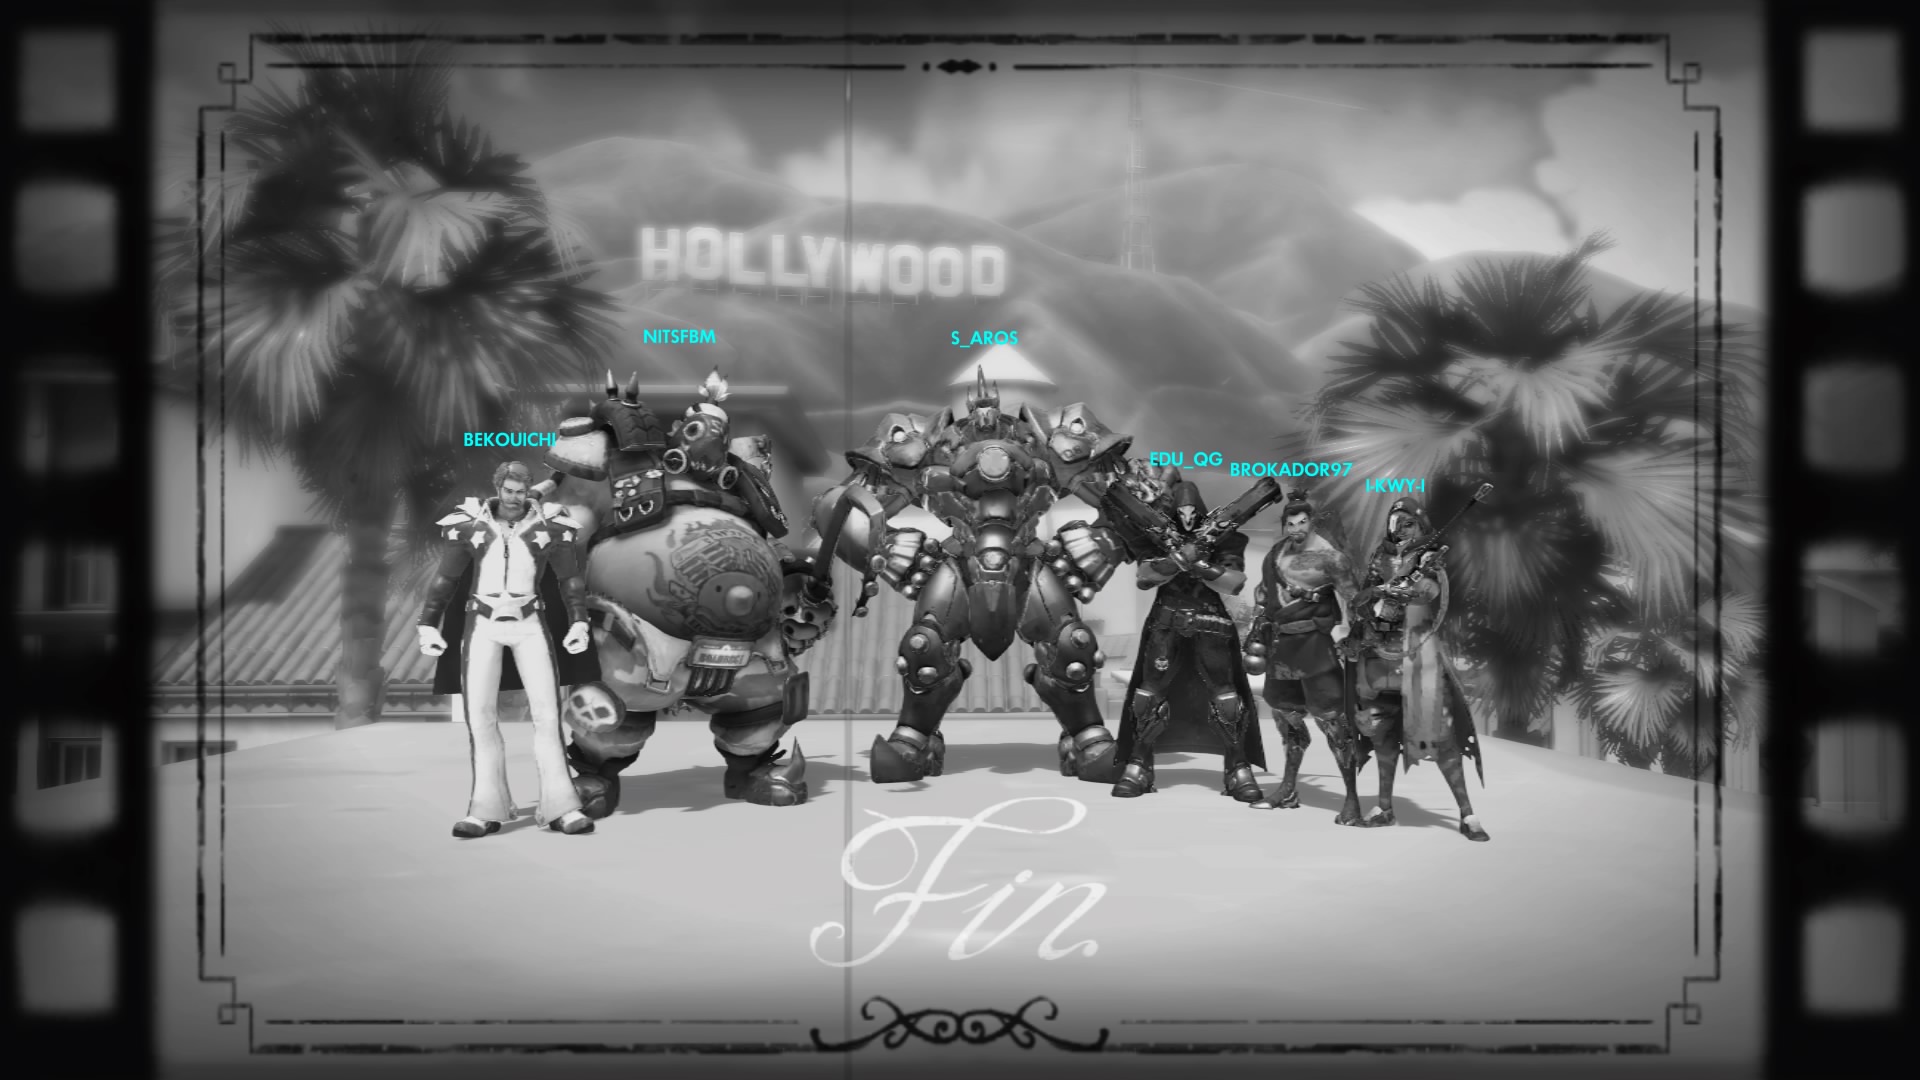 HOLLYWOOD
NITSFBM
S_AROS
BEKOUICHI
EDU_QG
BROKADOR97
I-KWY-I
Fin.